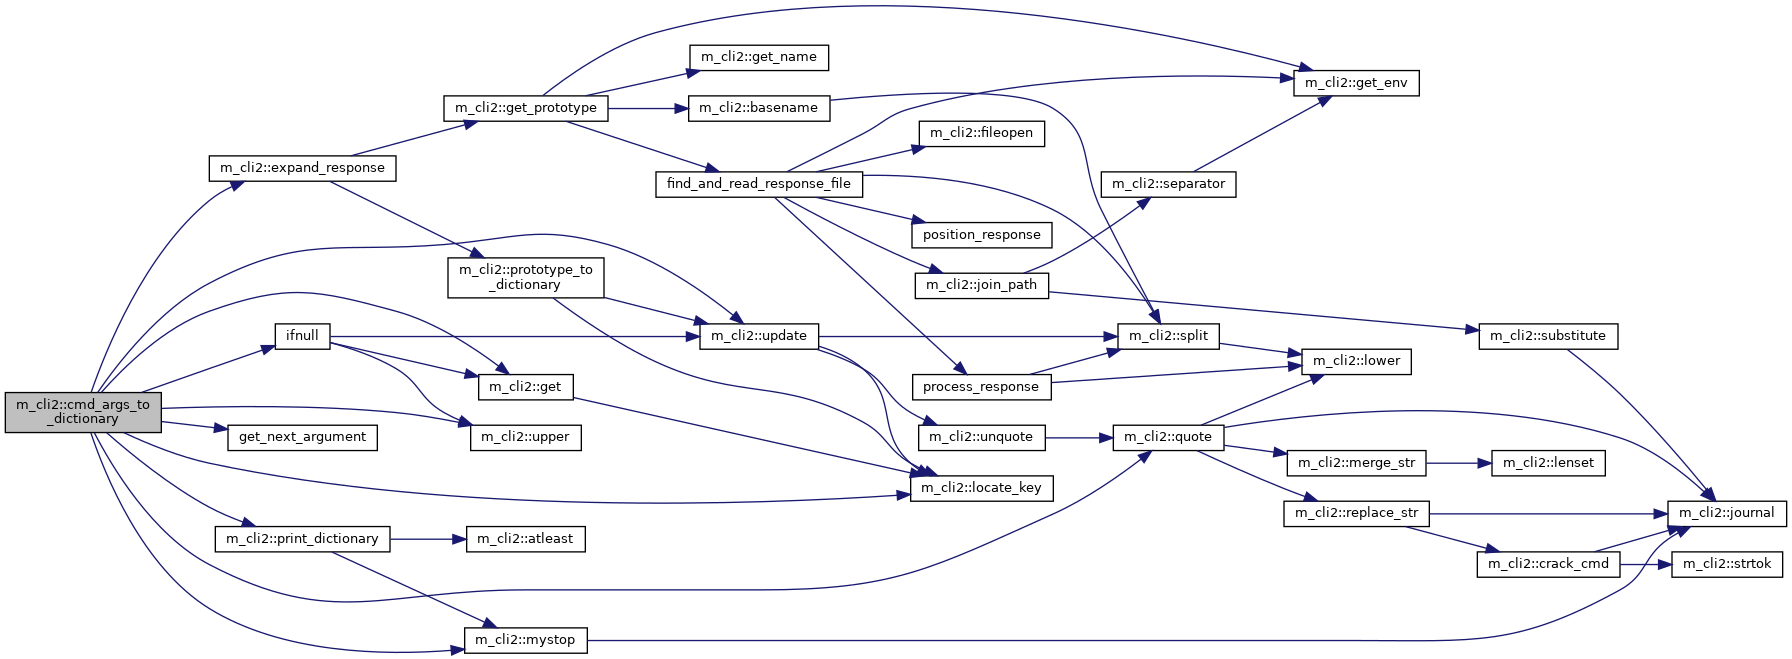 m_cli2::get_name
m_cli2::get_env
m_cli2::get_prototype
m_cli2::basename
m_cli2::fileopen
m_cli2::expand_response
find_and_read_response_file
m_cli2::separator
position_response
m_cli2::prototype_to
_dictionary
m_cli2::join_path
ifnull
m_cli2::update
m_cli2::split
m_cli2::substitute
m_cli2::lower
m_cli2::get
process_response
m_cli2::cmd_args_to
_dictionary
get_next_argument
m_cli2::upper
m_cli2::unquote
m_cli2::quote
m_cli2::merge_str
m_cli2::lenset
m_cli2::locate_key
m_cli2::replace_str
m_cli2::journal
m_cli2::print_dictionary
m_cli2::atleast
m_cli2::crack_cmd
m_cli2::strtok
m_cli2::mystop